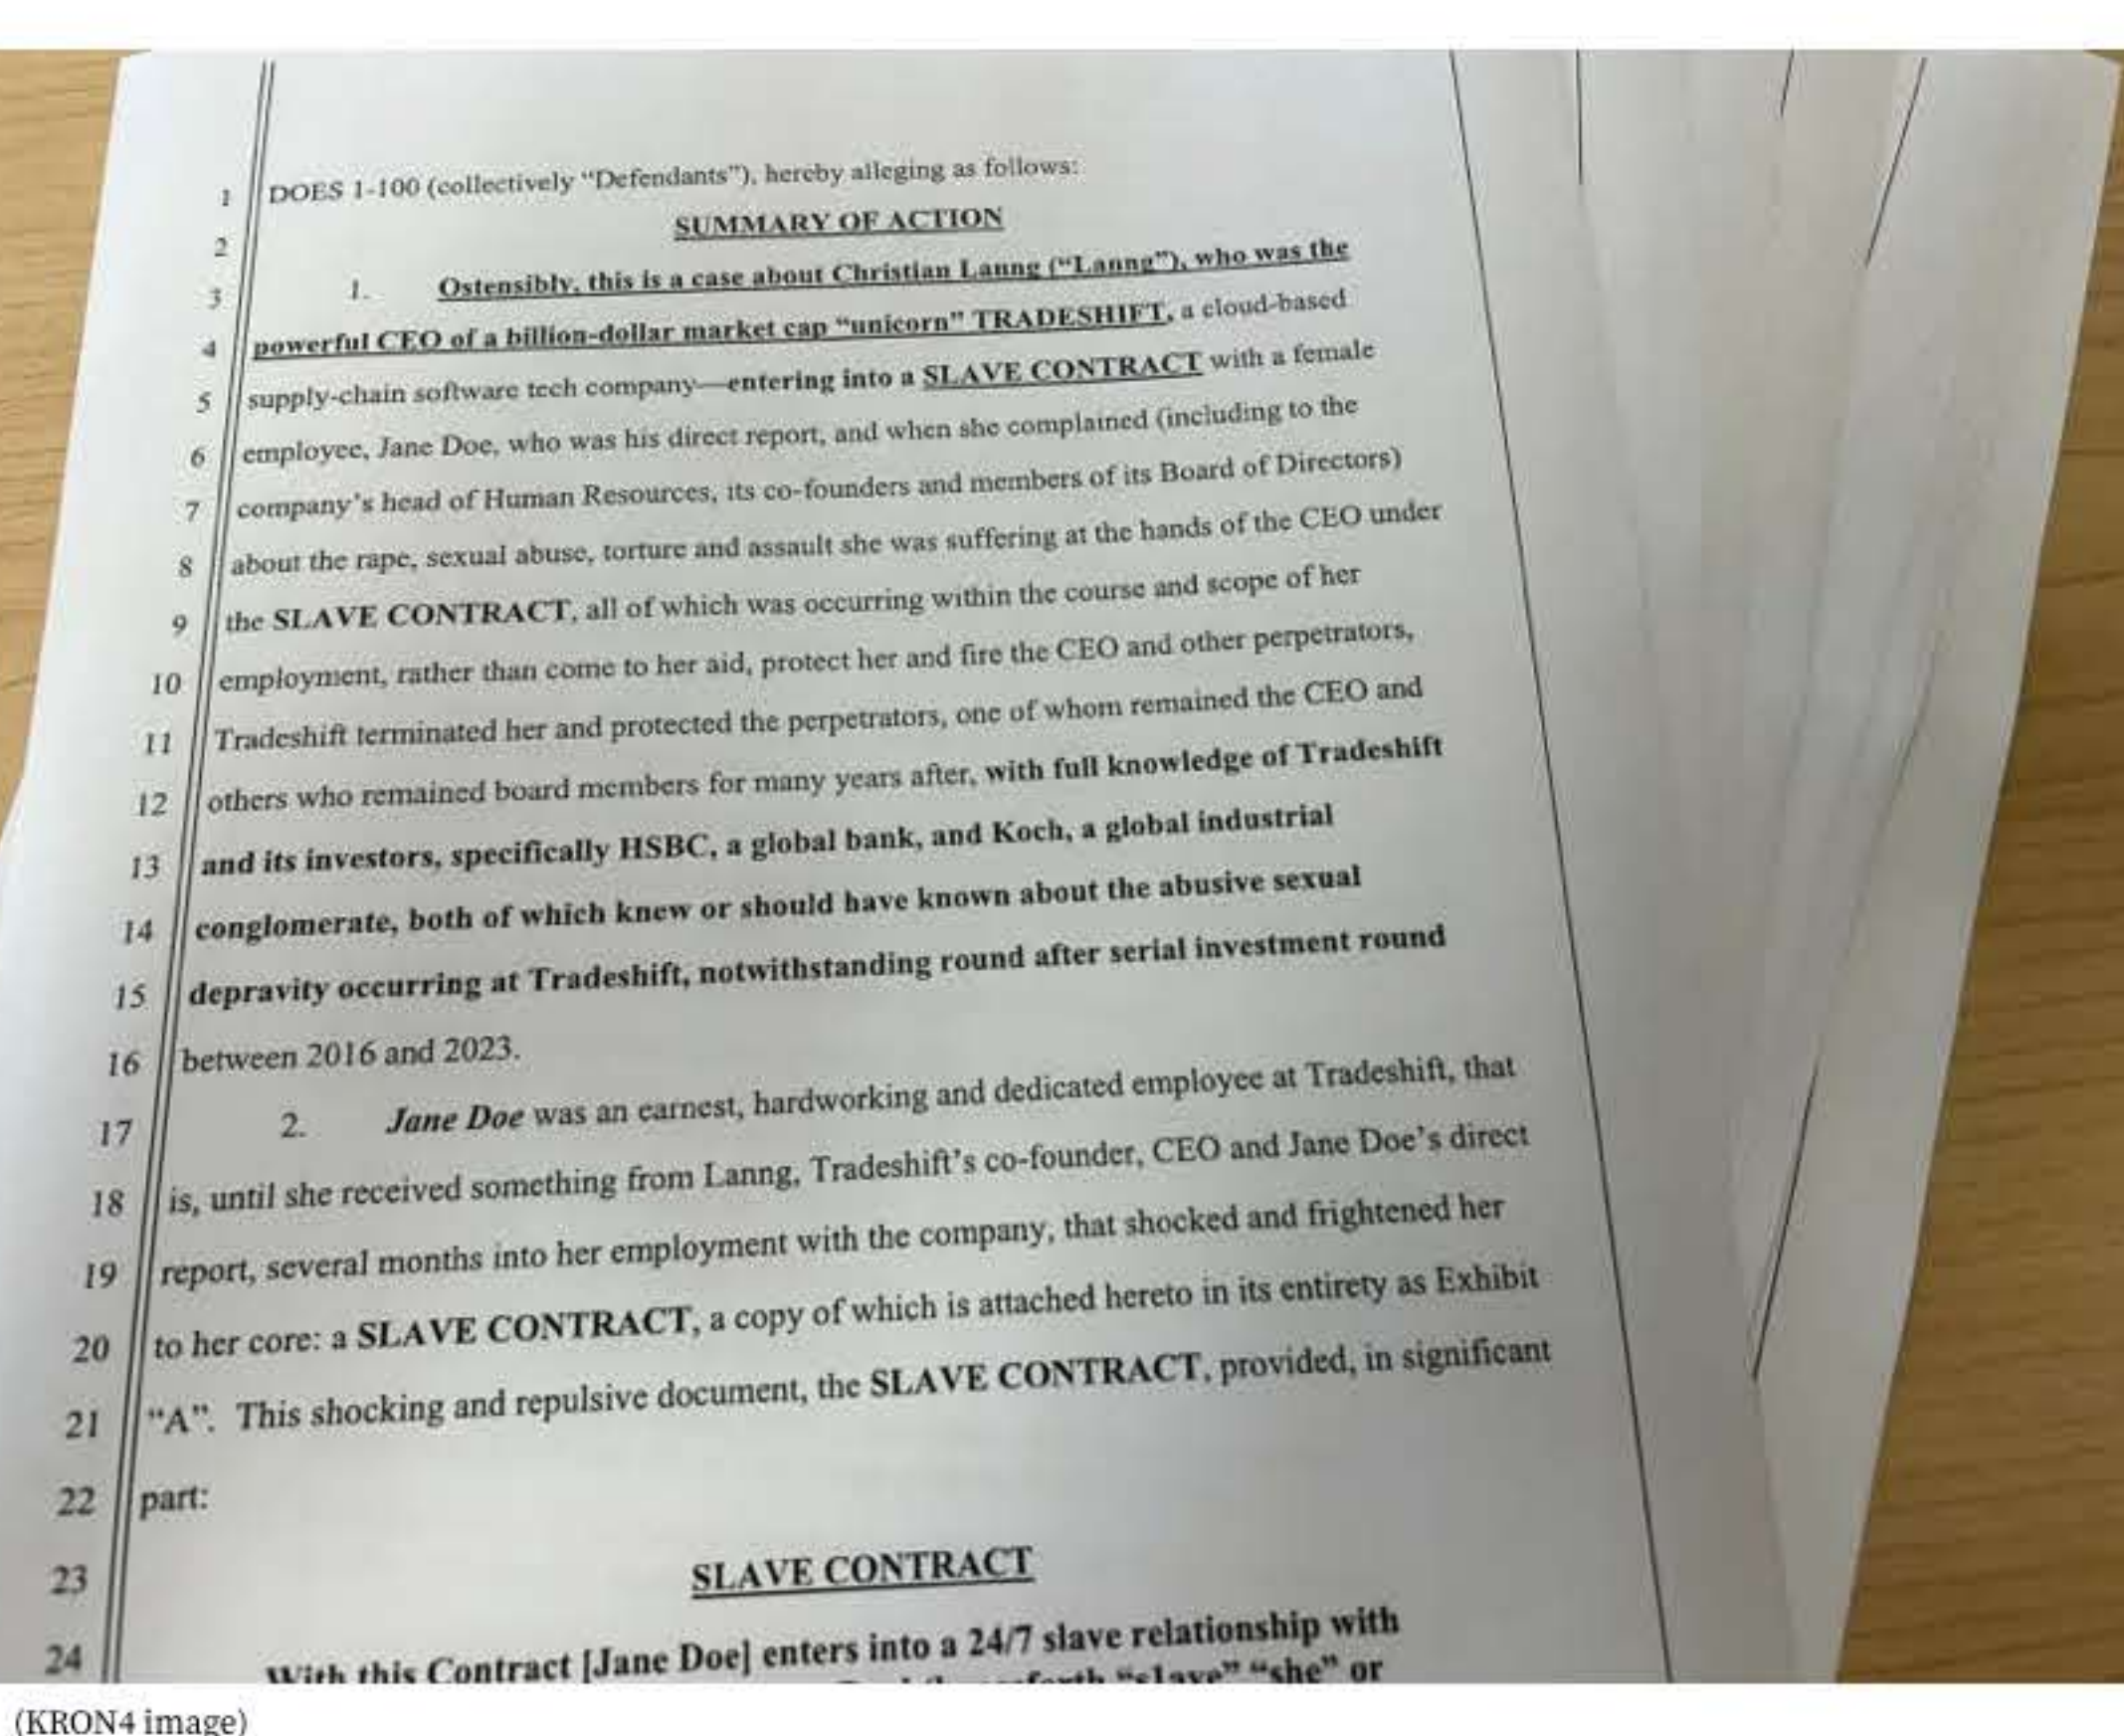 1 DOES 1-100 (collectively “Defendants”), hereby alleging as follows:
2 SUMMARY OF ACTION
3 1. Ostensibly, this is a case about Christian Lanng (“Lanng”), who was the
4 powerful CEO of a billion-dollar market cap “unicorn” TRADESHIFT, a cloud-based
5 supply-chain software tech company—entering into a SLAVE CONTRACT with a female
6 employee, Jane Doe, who was his direct report, and when she complained (including to the
7 company’s head of Human Resources, its co-founders and members of its Board of Directors)
8 about the rape, sexual abuse, torture and assault she was suffering at the hands of the CEO under
9 the SLAVE CONTRACT, all of which was occurring within the course and scope of her
10 employment, rather than come to her aid, protect her and fire the CEO and other perpetrators,
11 Tradeshift terminated her and protected the perpetrators, one of whom remained the CEO and
12 others who remained board members for many years after, with full knowledge of Tradeshift
13 and its investors, specifically HSBC, a global bank, and Koch, a global industrial
14 conglomerate, both of which knew or should have known about the abusive sexual
15 depravity occurring at Tradeshift, notwithstanding round after serial investment round
16 between 2016 and 2023.
17 2. Jane Doe was an earnest, hardworking and dedicated employee at Tradeshift, that
18 is, until she received something from Lanng, Tradeshift’s co-founder, CEO and Jane Doe’s direct
19 report, several months into her employment with the company, that shocked and frightened her
20 to her core: a SLAVE CONTRACT, a copy of which is attached hereto in its entirety as Exhibit
21 “A”. This shocking and repulsive document, the SLAVE CONTRACT, provided, in significant
22 part:
23 SLAVE CONTRACT
24 With this Contract [Jane Doe] enters into a 24/7 slave relationship with
“slave” “she” or
(KRON4 image)